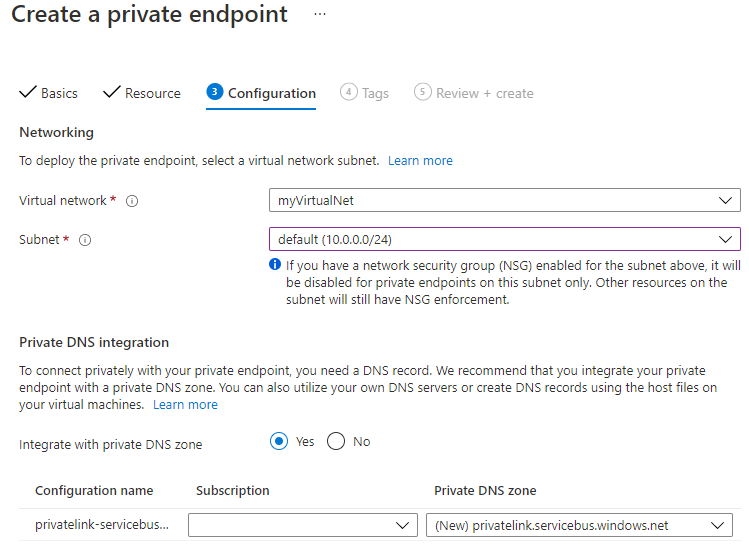 Create a private endpoint ...
Basics Resource 3 Configuration 4 Tags 5 Review + create
Networking
To deploy the private endpoint, select a virtual network subnet. Learn more
Virtual network * i myVirtualNet
Subnet * i default (10.0.0.0/24)
i If you have a network security group (NSG) enabled for the subnet above, it will
be disabled for private endpoints on this subnet only. Other resources on the
subnet will still have NSG enforcement.
Private DNS integration
To connect privately with your private endpoint, you need a DNS record. We recommend that you integrate your private
endpoint with a private DNS zone. You can also utilize your own DNS servers or create DNS records using the host files on
your virtual machines. Learn more
Integrate with private DNS zone Yes No
Configuration name Subscription Private DNS zone
privatelink-servicebus... (New) privatelink.servicebus.windows.net